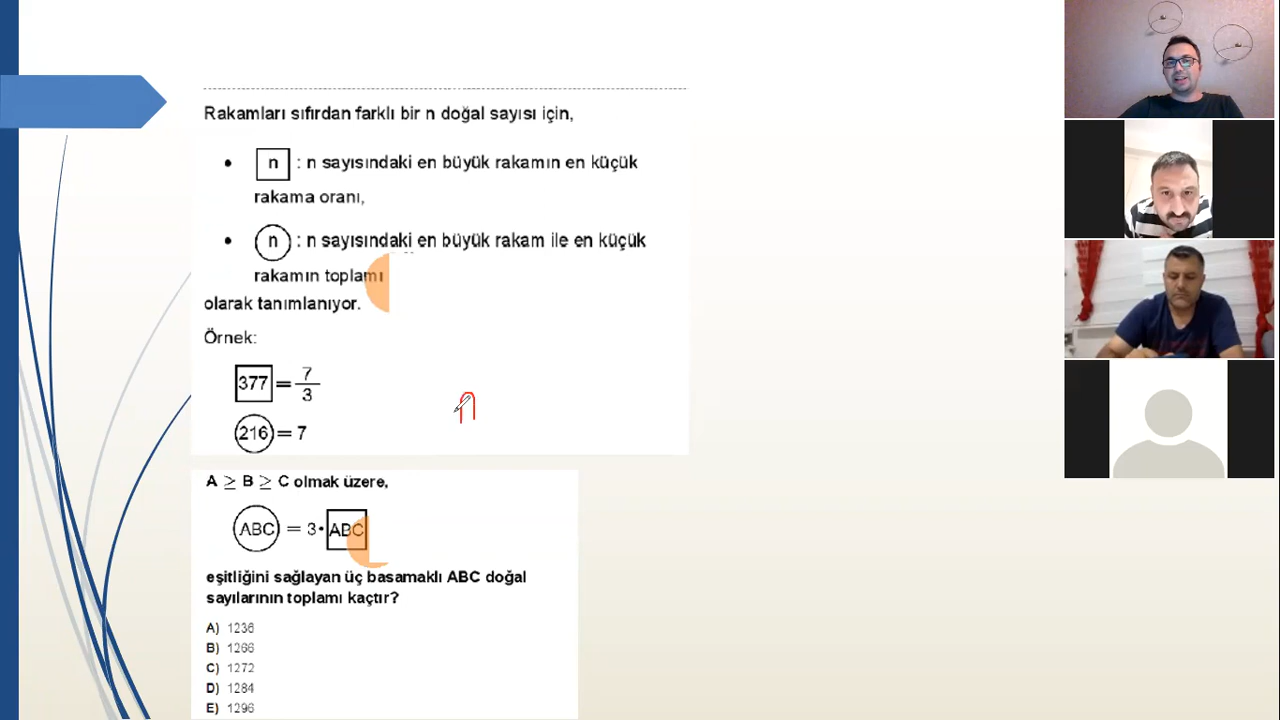 Rakamları sıfırdan farklı bir n doğal sayısı için,
• n : n sayısındaki en büyük rakamın en küçük
rakama oranı,
• n : n sayısındaki en büyük rakam ile en küçük
rakamın toplamı
olarak tanımlanıyor.
Örnek:
377 = 7/3
216 = 7
A ≥ B ≥ C olmak üzere,
ABC = 3 • ABC
eşitliğini sağlayan üç basamaklı ABC doğal
sayılarının toplamı kaçtır?
A) 1236
B) 1266
C) 1272
D) 1284
E) 1296